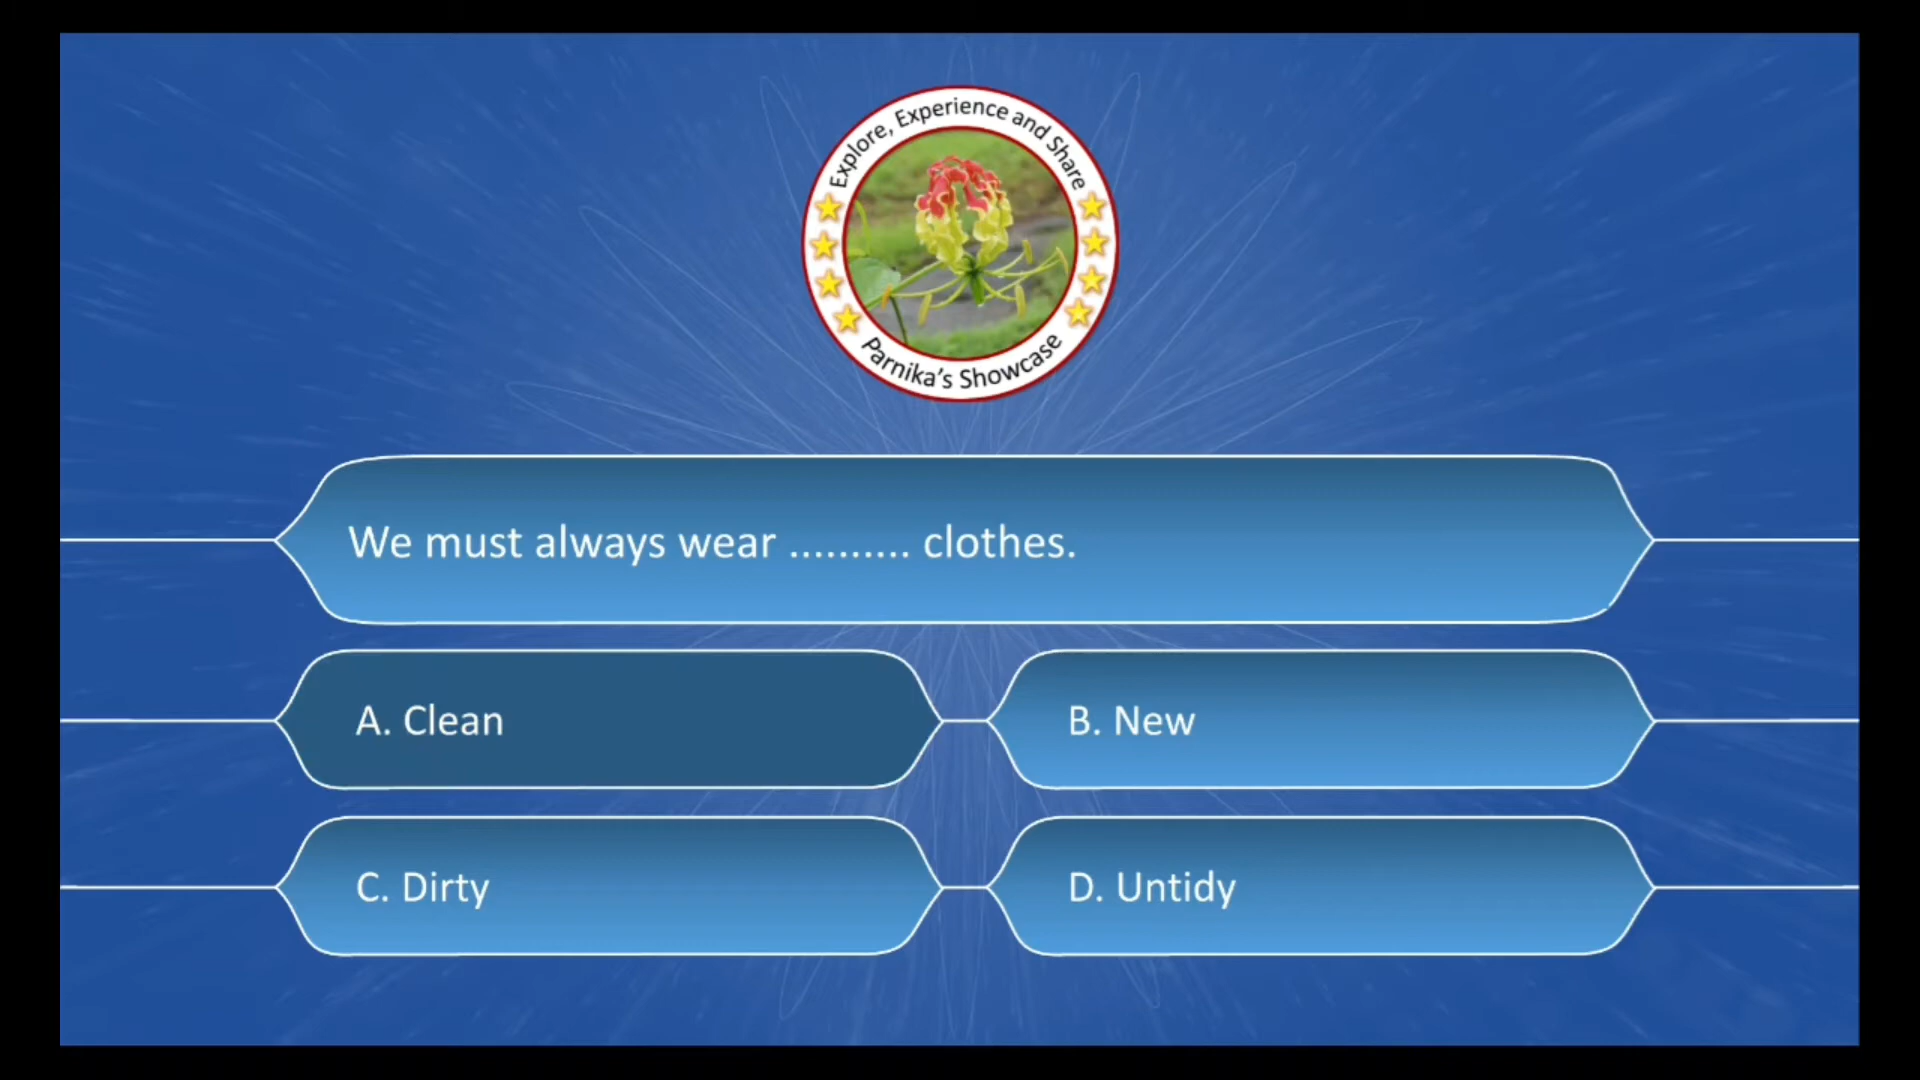 Explore, Experience and Share
Parnika's Showcase
We must always wear .......... clothes.
A. Clean
B. New
C. Dirty
D. Untidy